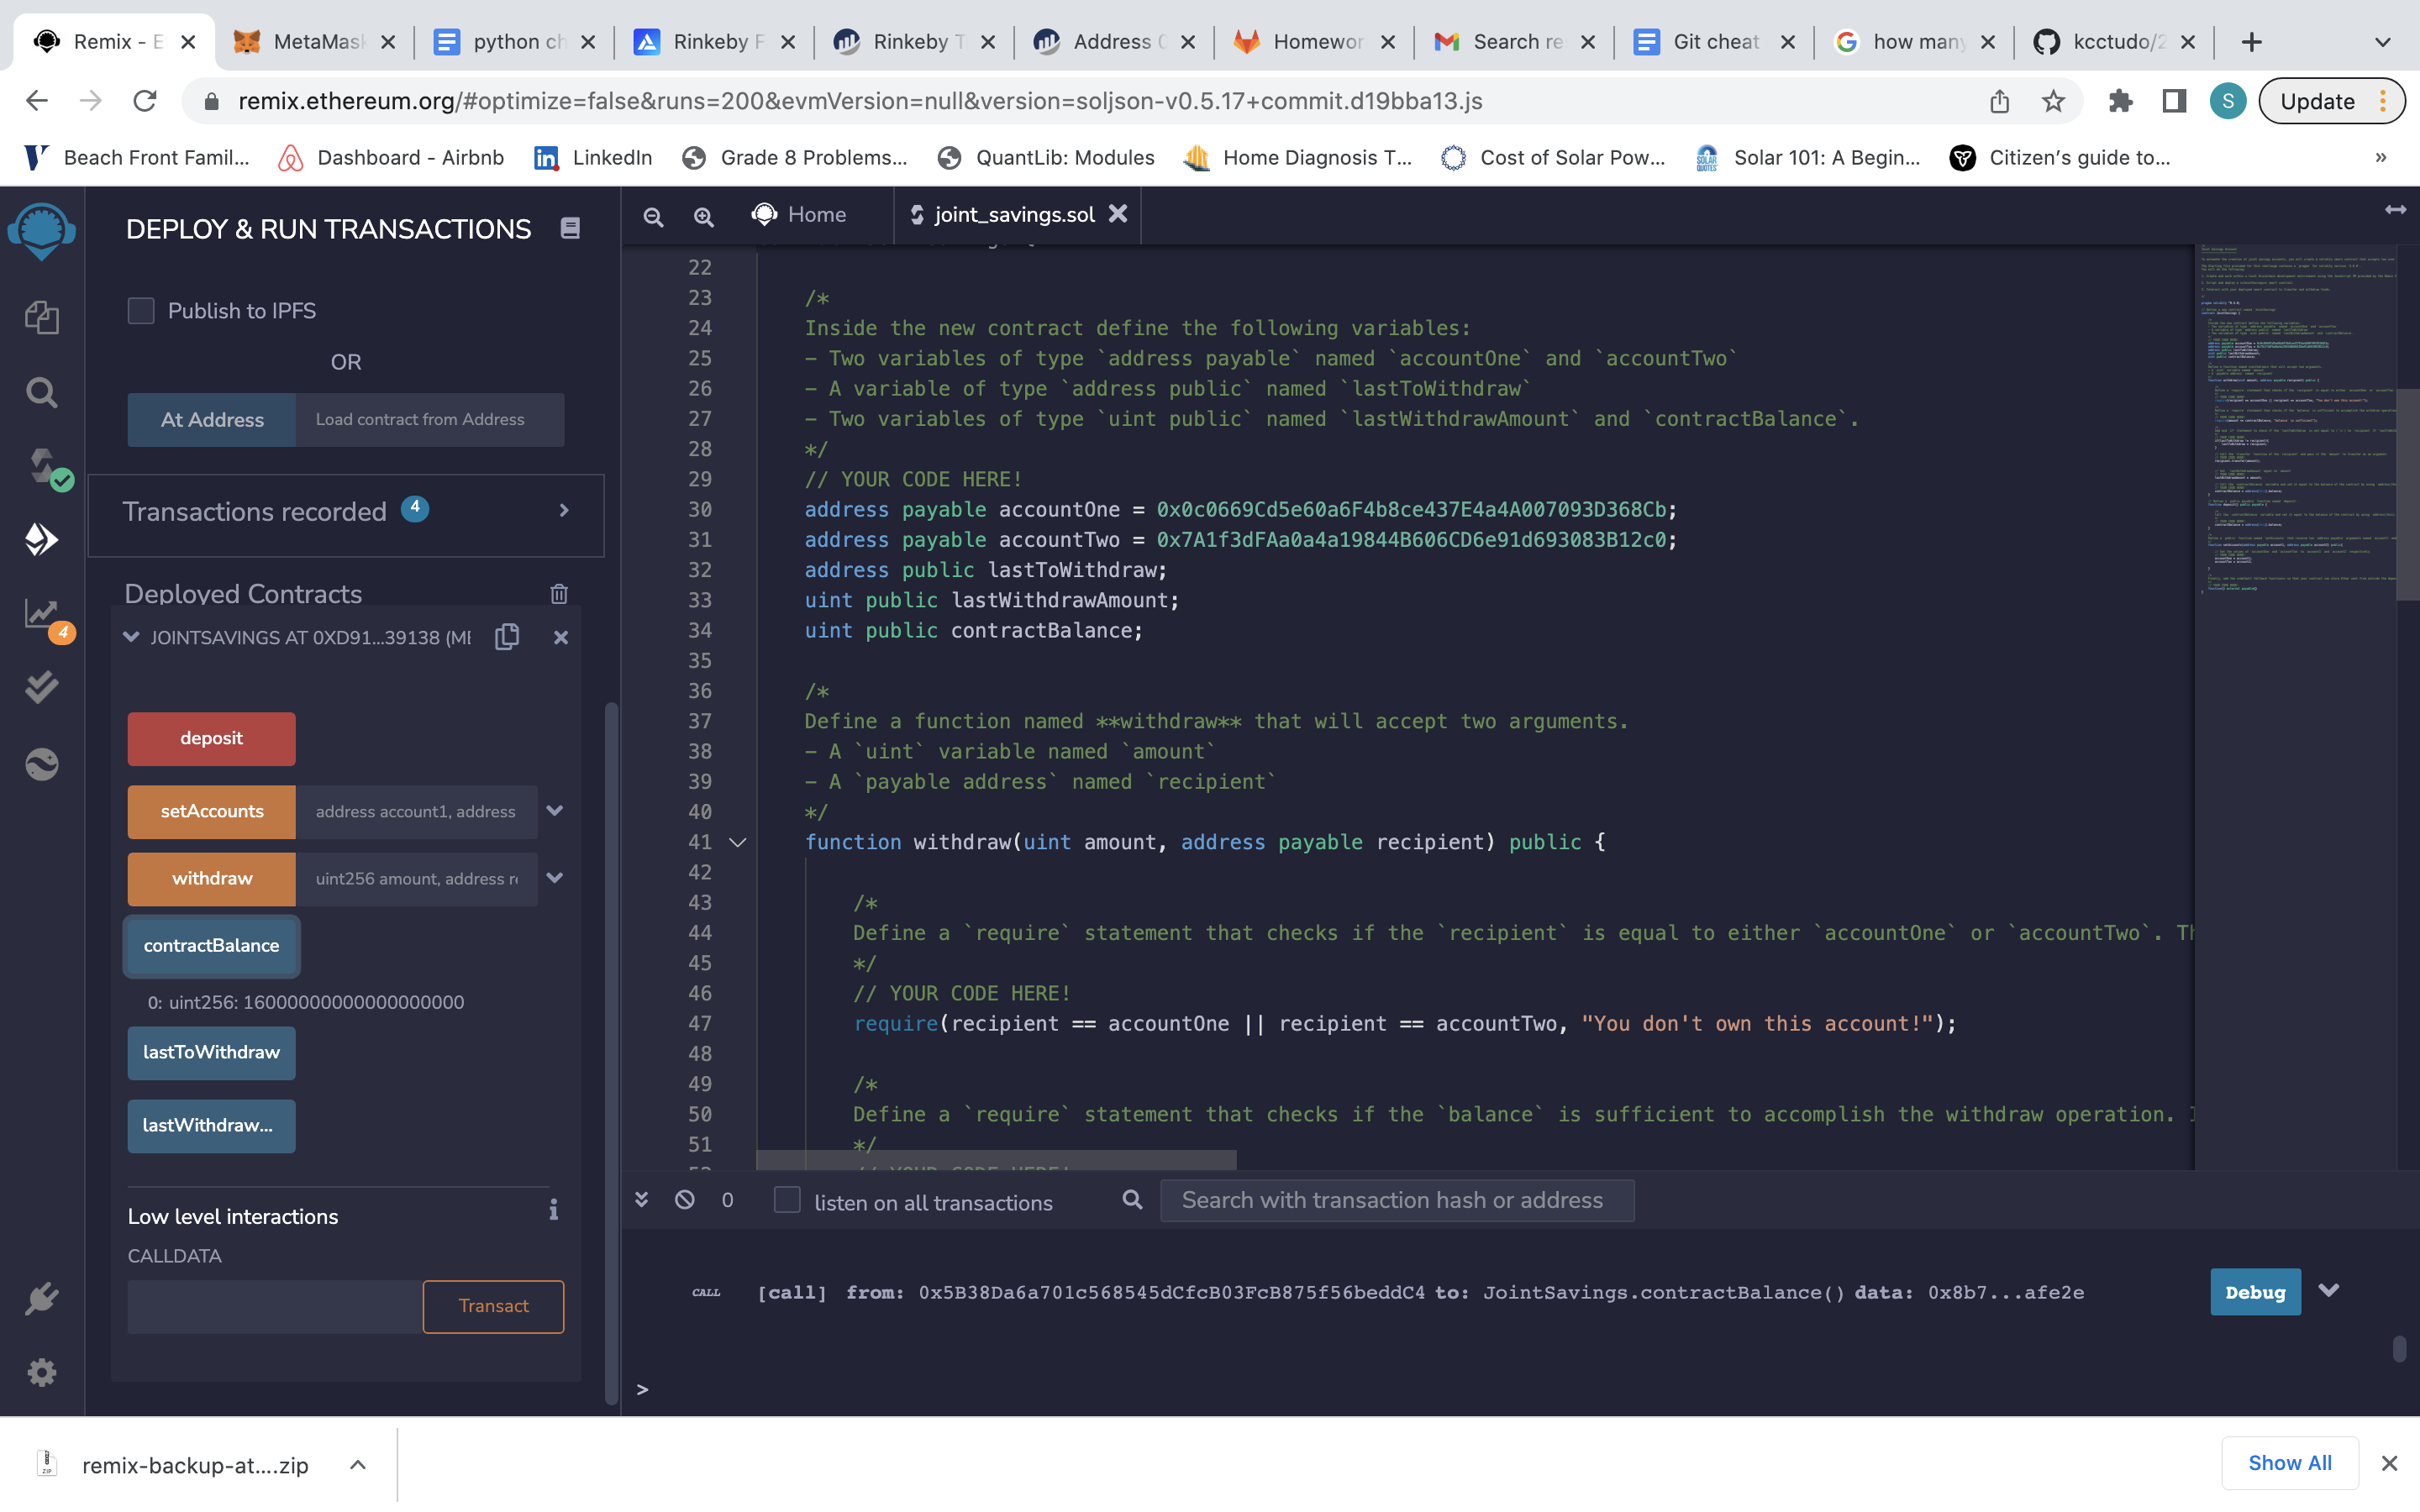 Remix - E
MetaMask
python ch
Rinkeby F
Rinkeby T
Address
Homewor
Search re
Git cheat
how many
kcctudo/2
remix.ethereum.org/#optimize=false&runs=200&evmVersion=null&version=soljson-v0.5.17+commit.d19bba13.js
S
Update
Beach Front Famil...
Dashboard - Airbnb
LinkedIn
Grade 8 Problems...
QuantLib: Modules
Home Diagnosis T...
Cost of Solar Pow...
Solar 101: A Begin...
Citizen's guide to...
»
DEPLOY & RUN TRANSACTIONS
Publish to IPFS
OR
At Address
Load contract from Address
Transactions recorded 4
Deployed Contracts
JOINTSAVINGS AT 0XD91...39138 (ME
deposit
setAccounts
address account1, address
withdraw
uint256 amount, address re
contractBalance
0: uint256: 16000000000000000000
lastToWithdraw
lastWithdraw...
Low level interactions
CALLDATA
Transact
4
Home
joint_savings.sol
22
23 /*
24 Inside the new contract define the following variables:
25 - Two variables of type `address payable` named `accountOne` and `accountTwo`
26 - A variable of type `address public` named `lastToWithdraw`
27 - Two variables of type `uint public` named `lastWithdrawAmount` and `contractBalance`.
28 */
29 // YOUR CODE HERE!
30 address payable accountOne = 0x0c0669Cd5e60a6F4b8ce437E4a4A007093D368Cb;
31 address payable accountTwo = 0x7A1f3dFAa0a4a19844B606CD6e91d693083B12c0;
32 address public lastToWithdraw;
33 uint public lastWithdrawAmount;
34 uint public contractBalance;
35
36 /*
37 Define a function named **withdraw** that will accept two arguments.
38 - A `uint` variable named `amount`
39 - A `payable address` named `recipient`
40 */
41 function withdraw(uint amount, address payable recipient) public {
42
43 /*
44 Define a `require` statement that checks if the `recipient` is equal to either `accountOne` or `accountTwo`. Th
45 */
46 // YOUR CODE HERE!
47 require(recipient == accountOne || recipient == accountTwo, "You don't own this account!");
48
49 /*
50 Define a `require` statement that checks if the `balance` is sufficient to accomplish the withdraw operation. I
51 */
0
listen on all transactions
Search with transaction hash or address
CALL
[call] from: 0x5B38Da6a701c568545dCfcB03FcB875f56beddC4 to: JointSavings.contractBalance() data: 0x8b7...afe2e
Debug
>
remix-backup-at....zip
Show All